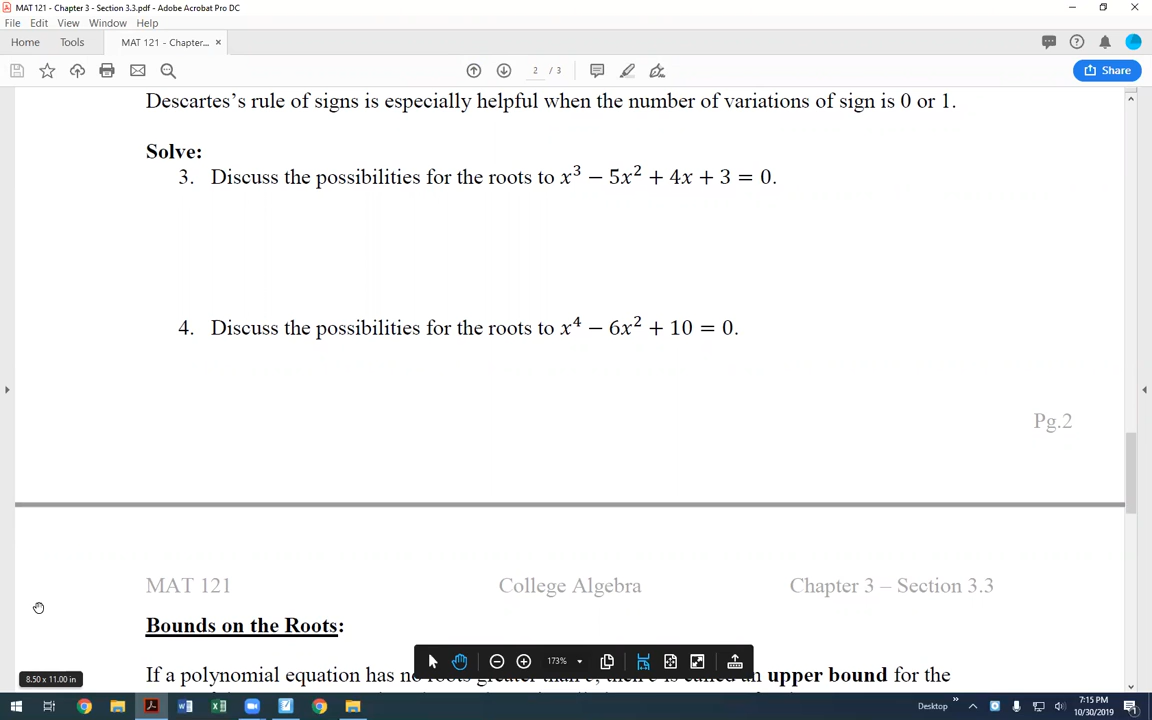 MAT 121 - Chapter 3 - Section 3.3.pdf - Adobe Acrobat Pro DC
File Edit View Window Help
Home Tools MAT 121 - Chapter... ×
2 / 3 Share
Descartes’s rule of signs is especially helpful when the number of variations of sign is 0 or 1.
Solve:
3. Discuss the possibilities for the roots to x³ − 5x² + 4x + 3 = 0.
4. Discuss the possibilities for the roots to x⁴ − 6x² + 10 = 0.
Pg.2
MAT 121 College Algebra Chapter 3 – Section 3.3
Bounds on the Roots:
173%
If a polynomial equation has no roots greater than c, then c is called an upper bound for the
8.50 x 11.00 in
Desktop » 7:15 PM
10/30/2019